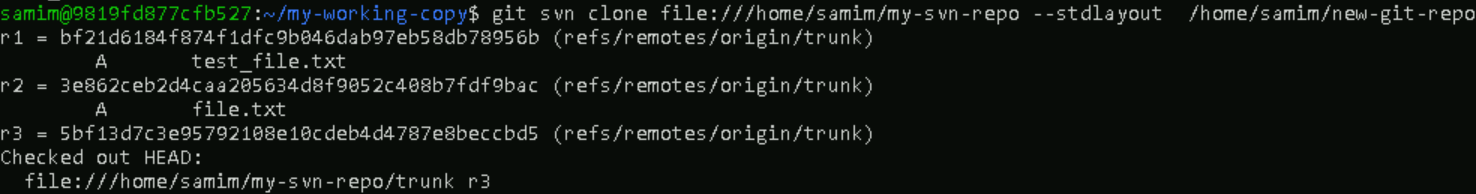 samim@9819fd877cfb527:~/my-working-copy$ git svn clone file:///home/samim/my-svn-repo --stdlayout  /home/samim/new-git-repo
r1 = bf21d6184f874f1dfc9b046dab97eb58db78956b (refs/remotes/origin/trunk)
        A       test_file.txt
r2 = 3e862ceb2d4caa205634d8f9052c408b7fdf9bac (refs/remotes/origin/trunk)
        A       file.txt
r3 = 5bf13d7c3e95792108e10cdeb4d4787e8beccbd5 (refs/remotes/origin/trunk)
Checked out HEAD:
  file:///home/samim/my-svn-repo/trunk r3